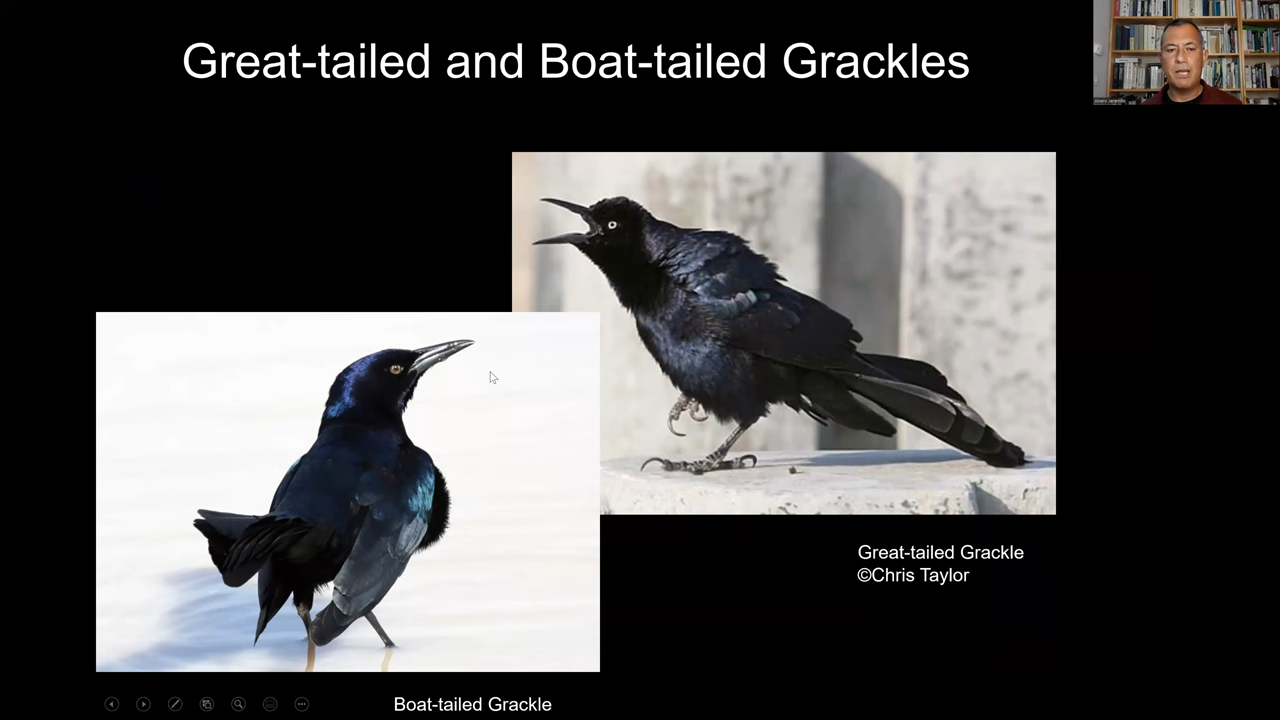 Great-tailed and Boat-tailed Grackles
Great-tailed Grackle
©Chris Taylor
Boat-tailed Grackle